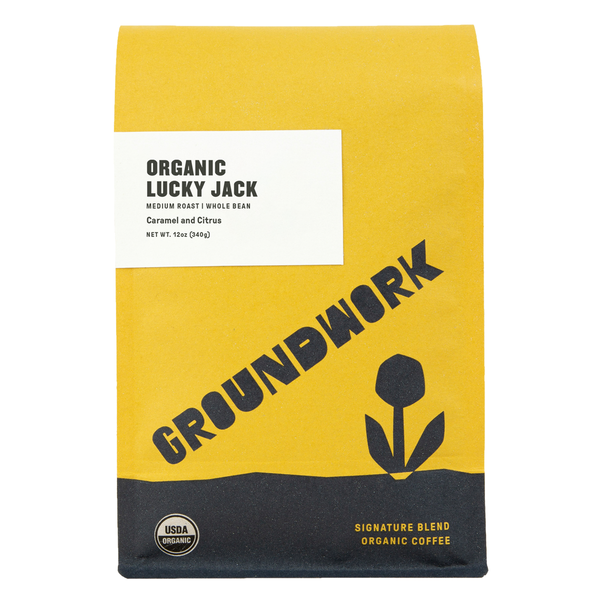 ORGANIC
LUCKY JACK
MEDIUM ROAST | WHOLE BEAN
Caramel and Citrus
NET WT. 12oz (340g)
GROUNDWORK
USDA
ORGANIC
SIGNATURE BLEND
ORGANIC COFFEE